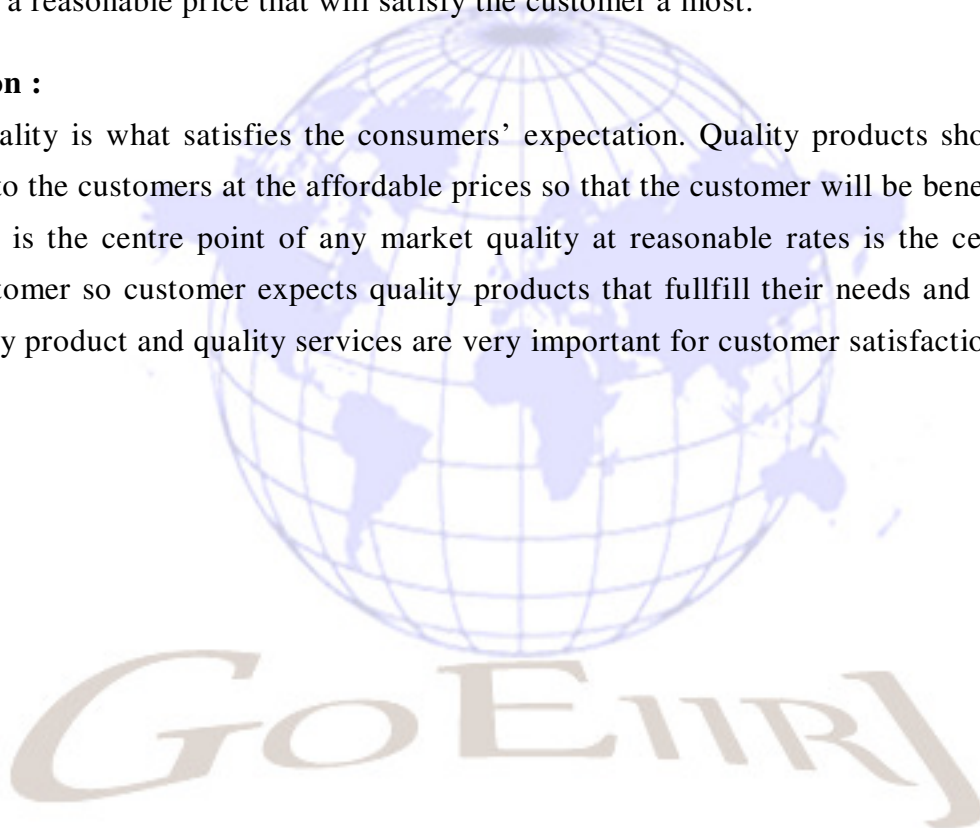 a reasonable price that will satisfy the customer a most.
on :
ality is what satisfies the consumers' expectation. Quality products sho
to the customers at the affordable prices so that the customer will be bene
is the centre point of any market quality at reasonable rates is the ce
tomer so customer expects quality products that fullfill their needs and
y product and quality services are very important for customer satisfactio
GOEIIRJ